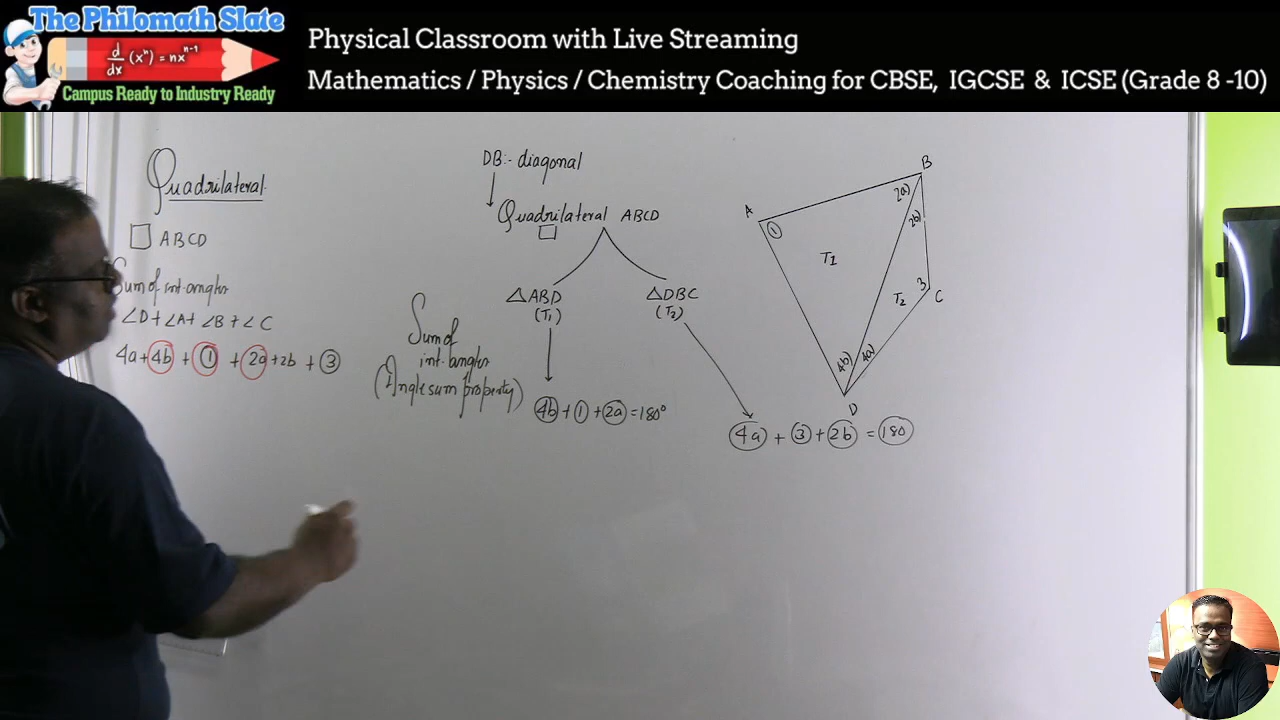 The Philomath Slate
d/dx (xⁿ) = nxⁿ⁻¹
Campus Ready to Industry Ready
Physical Classroom with Live Streaming
Mathematics / Physics / Chemistry Coaching for CBSE, IGCSE & ICSE (Grade 8 -10)
Quadrilateral
□ ABCD
Sum of int-angles
∠D+∠A+ ∠B+∠C
4a+4b + 1 + 2a+2b + 3
DB:- diagonal
Quadrilateral ABCD
□
△ABD
(T1)
△DBC
(T2)
Sum of
int-angles
(Angle sum property)
4b+1+2a=180°
4a + 3+2b = 180
A
B
C
D
1
2a)
2b)
3
4b)
4a)
T1
T2